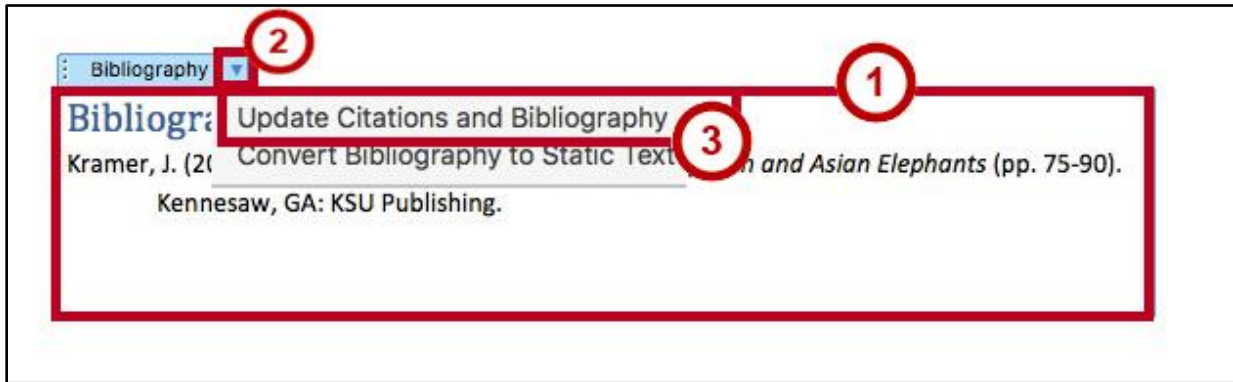 2
Bibliography
1
Bibliogr
Update Citations and Bibliography
3
Convert Bibliography to Static Text
Kramer, J. (20 and Asian Elephants (pp. 75-90).
Kennesaw, GA: KSU Publishing.